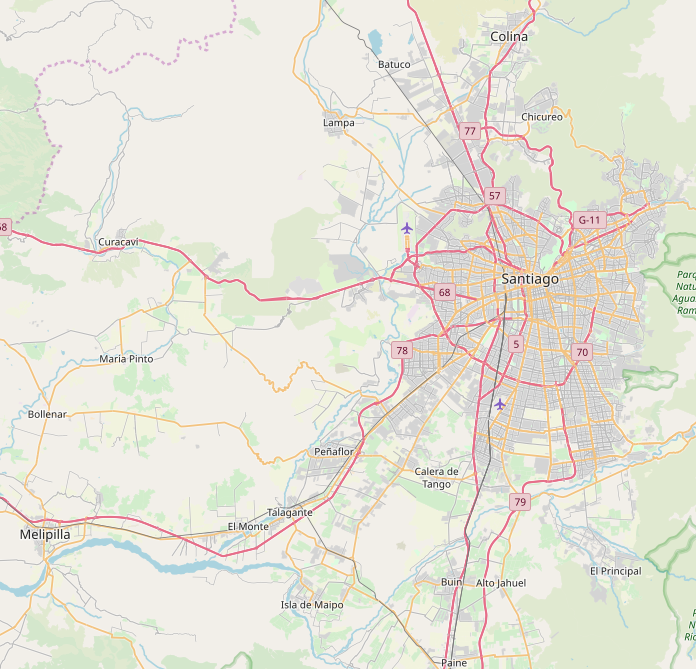 Colina
Batuco
Chicureo
Lampa
77
57
G-11
68
Curacaví
Santiago
68
Parq
Natu
Agua
Ram
5
78
70
Maria Pinto
Bollenar
Peñaflor
Calera de
Tango
79
Talagante
El Monte
Melipilla
El Principal
Buin
Alto Jahuel
Isla de Maipo
P
N
Río
Paine